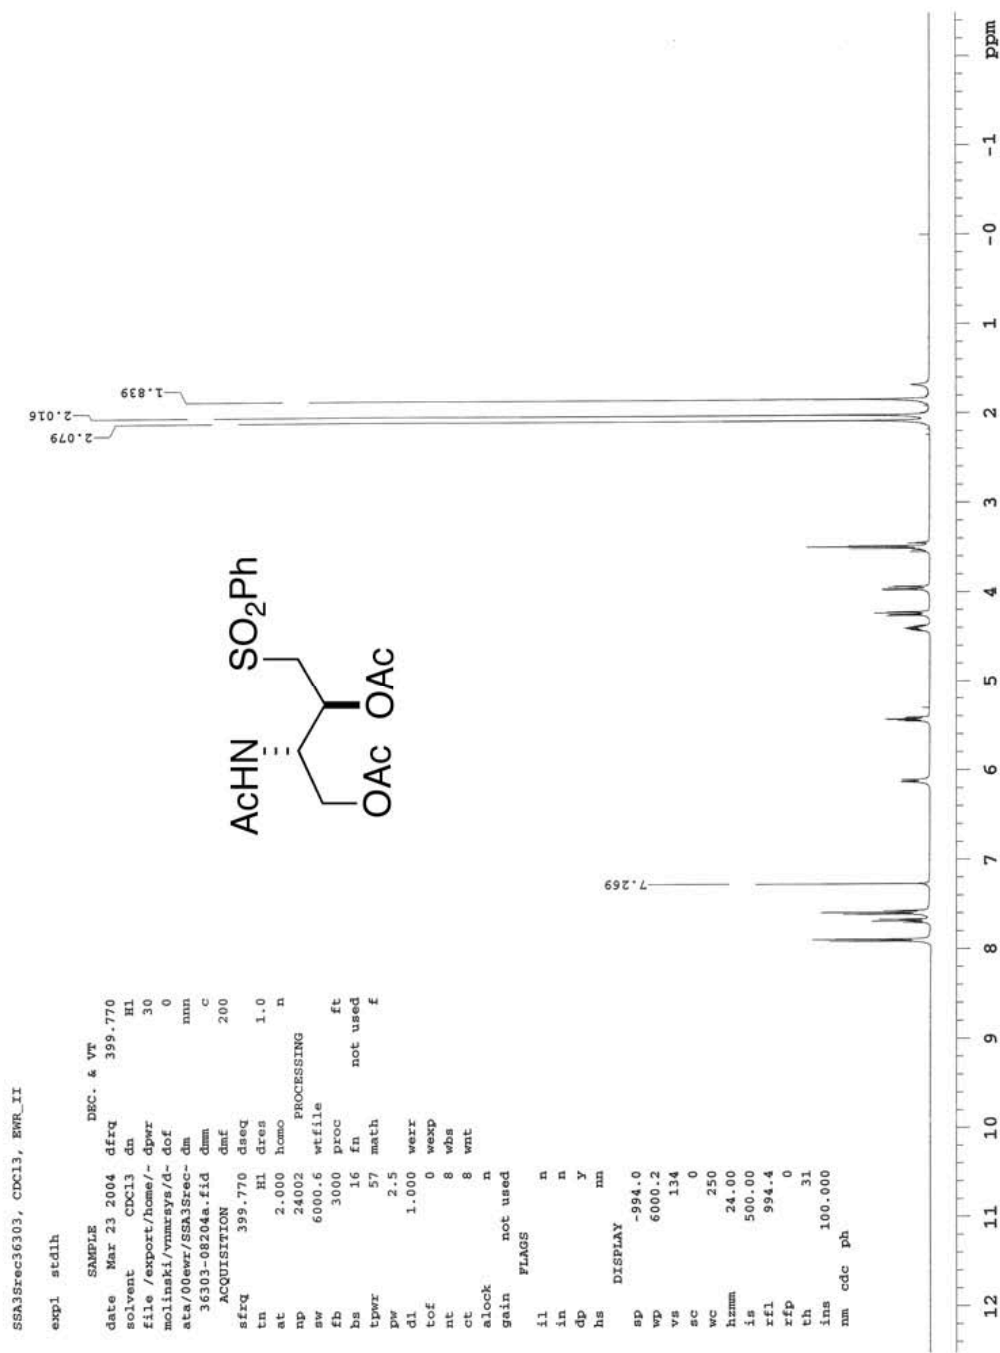 SSA3Srec36303, CDCl3, EWR_II
exp1 std1h
SAMPLE DEC. & VT
date Mar 23 2004 dfrq 399.770
solvent CDCl3 dn H1
file /export/home/~ dpwr 30
molinski/vnmrsys/d~ dof 0
ata/00ewr/SSA3Srec~ dm nnn
36303-08204a.fid dmm c
ACQUISITION dmf 200
sfrq 399.770 dseq
tn H1 dres 1.0
at 2.000 homo n
np 24002 PROCESSING
sw 6000.6 wtfile
fb 3000 proc ft
bs 16 fn not used
tpwr 57 math f
pw 2.5
d1 1.000 werr
tof 0 wexp
nt 8 wbs
ct 8 wnt
alock n
gain not used
FLAGS
il n
in n
dp y
hs nn
DISPLAY
sp -994.0
wp 6000.2
vs 134
sc 0
wc 250
hzmm 24.00
is 500.00
rfl 994.4
rfp 0
th 31
ins 100.000
nm cdc ph
AcHN
SO2Ph
OAc
OAc
7.269
2.079
2.016
1.839
12 11 10 9 8 7 6 5 4 3 2 1 -0 -1 ppm